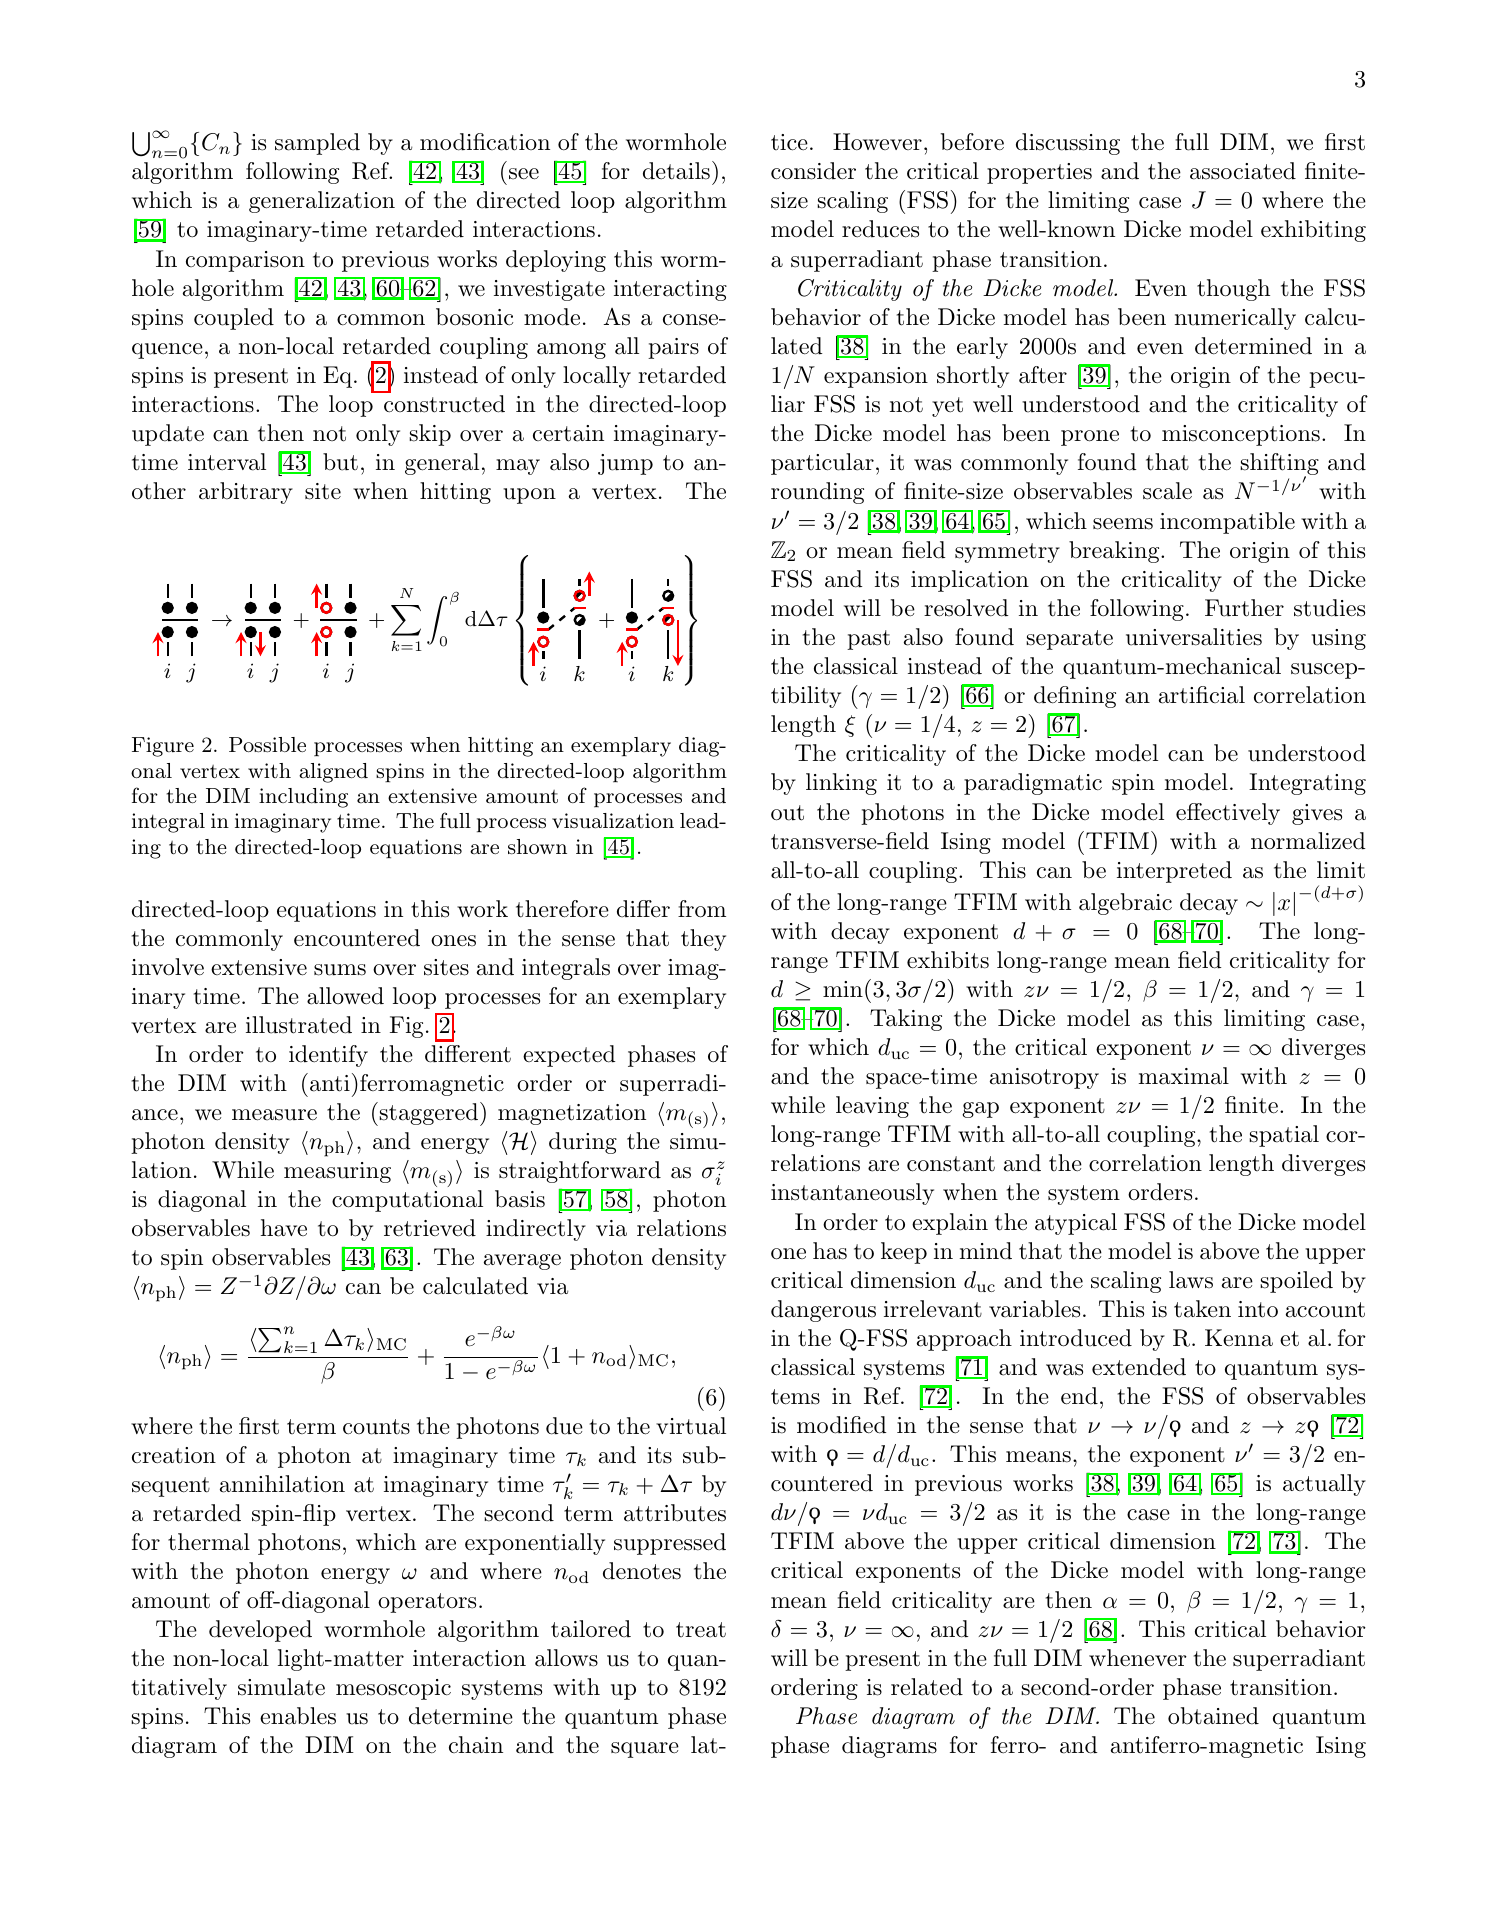 3
⋃_{n=0}^{∞}{C_n} is sampled by a modification of the wormhole
algorithm following Ref. [42, 43] (see [45] for details),
which is a generalization of the directed loop algorithm
[59] to imaginary-time retarded interactions.
In comparison to previous works deploying this worm-
hole algorithm [42, 43, 60–62], we investigate interacting
spins coupled to a common bosonic mode. As a conse-
quence, a non-local retarded coupling among all pairs of
spins is present in Eq. (2) instead of only locally retarded
interactions. The loop constructed in the directed-loop
update can then not only skip over a certain imaginary-
time interval [43] but, in general, may also jump to an-
other arbitrary site when hitting upon a vertex. The
→ + + ∑_{k=1}^{N} ∫_0^β dΔτ { + }
i j i j i j i k i k
Figure 2. Possible processes when hitting an exemplary diag-
onal vertex with aligned spins in the directed-loop algorithm
for the DIM including an extensive amount of processes and
integral in imaginary time. The full process visualization lead-
ing to the directed-loop equations are shown in [45].
directed-loop equations in this work therefore differ from
the commonly encountered ones in the sense that they
involve extensive sums over sites and integrals over imag-
inary time. The allowed loop processes for an exemplary
vertex are illustrated in Fig. 2.
In order to identify the different expected phases of
the DIM with (anti)ferromagnetic order or superradi-
ance, we measure the (staggered) magnetization ⟨m_(s)⟩,
photon density ⟨n_ph⟩, and energy ⟨ℋ⟩ during the simu-
lation. While measuring ⟨m_(s)⟩ is straightforward as σ_i^z
is diagonal in the computational basis [57, 58], photon
observables have to by retrieved indirectly via relations
to spin observables [43, 63]. The average photon density
⟨n_ph⟩ = Z^{−1}∂Z/∂ω can be calculated via
⟨n_ph⟩ = ⟨∑_{k=1}^{n} Δτ_k⟩_MC / β + e^{−βω} / (1 − e^{−βω}) ⟨1 + n_od⟩_MC,
(6)
where the first term counts the photons due to the virtual
creation of a photon at imaginary time τ_k and its sub-
sequent annihilation at imaginary time τ′_k = τ_k + Δτ by
a retarded spin-flip vertex. The second term attributes
for thermal photons, which are exponentially suppressed
with the photon energy ω and where n_od denotes the
amount of off-diagonal operators.
The developed wormhole algorithm tailored to treat
the non-local light-matter interaction allows us to quan-
titatively simulate mesoscopic systems with up to 8192
spins. This enables us to determine the quantum phase
diagram of the DIM on the chain and the square lat-
tice. However, before discussing the full DIM, we first
consider the critical properties and the associated finite-
size scaling (FSS) for the limiting case J = 0 where the
model reduces to the well-known Dicke model exhibiting
a superradiant phase transition.
Criticality of the Dicke model. Even though the FSS
behavior of the Dicke model has been numerically calcu-
lated [38] in the early 2000s and even determined in a
1/N expansion shortly after [39], the origin of the pecu-
liar FSS is not yet well understood and the criticality of
the Dicke model has been prone to misconceptions. In
particular, it was commonly found that the shifting and
rounding of finite-size observables scale as N^{−1/ν′} with
ν′ = 3/2 [38, 39, 64, 65], which seems incompatible with a
ℤ₂ or mean field symmetry breaking. The origin of this
FSS and its implication on the criticality of the Dicke
model will be resolved in the following. Further studies
in the past also found separate universalities by using
the classical instead of the quantum-mechanical suscep-
tibility (γ = 1/2) [66] or defining an artificial correlation
length ξ (ν = 1/4, z = 2) [67].
The criticality of the Dicke model can be understood
by linking it to a paradigmatic spin model. Integrating
out the photons in the Dicke model effectively gives a
transverse-field Ising model (TFIM) with a normalized
all-to-all coupling. This can be interpreted as the limit
of the long-range TFIM with algebraic decay ∼ |x|^{−(d+σ)}
with decay exponent d + σ = 0 [68–70]. The long-
range TFIM exhibits long-range mean field criticality for
d ≥ min(3, 3σ/2) with zν = 1/2, β = 1/2, and γ = 1
[68–70]. Taking the Dicke model as this limiting case,
for which d_uc = 0, the critical exponent ν = ∞ diverges
and the space-time anisotropy is maximal with z = 0
while leaving the gap exponent zν = 1/2 finite. In the
long-range TFIM with all-to-all coupling, the spatial cor-
relations are constant and the correlation length diverges
instantaneously when the system orders.
In order to explain the atypical FSS of the Dicke model
one has to keep in mind that the model is above the upper
critical dimension d_uc and the scaling laws are spoiled by
dangerous irrelevant variables. This is taken into account
in the Q-FSS approach introduced by R. Kenna et al. for
classical systems [71] and was extended to quantum sys-
tems in Ref. [72]. In the end, the FSS of observables
is modified in the sense that ν → ν/ϙ and z → zϙ [72]
with ϙ = d/d_uc. This means, the exponent ν′ = 3/2 en-
countered in previous works [38, 39, 64, 65] is actually
dν/ϙ = νd_uc = 3/2 as it is the case in the long-range
TFIM above the upper critical dimension [72, 73]. The
critical exponents of the Dicke model with long-range
mean field criticality are then α = 0, β = 1/2, γ = 1,
δ = 3, ν = ∞, and zν = 1/2 [68]. This critical behavior
will be present in the full DIM whenever the superradiant
ordering is related to a second-order phase transition.
Phase diagram of the DIM. The obtained quantum
phase diagrams for ferro- and antiferro-magnetic Ising